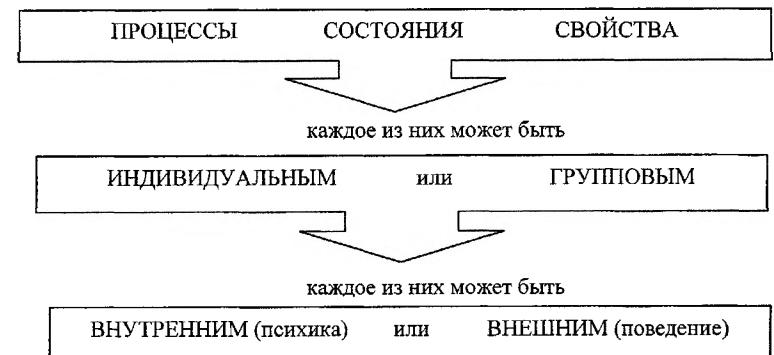 ПРОЦЕССЫ СОСТОЯНИЯ СВОЙСТВА
каждое из них может быть
ИНДИВИДУАЛЬНЫМ или ГРУППОВЫМ
каждое из них может быть
ВНУТРЕННИМ (психика) или ВНЕШНИМ (поведение)